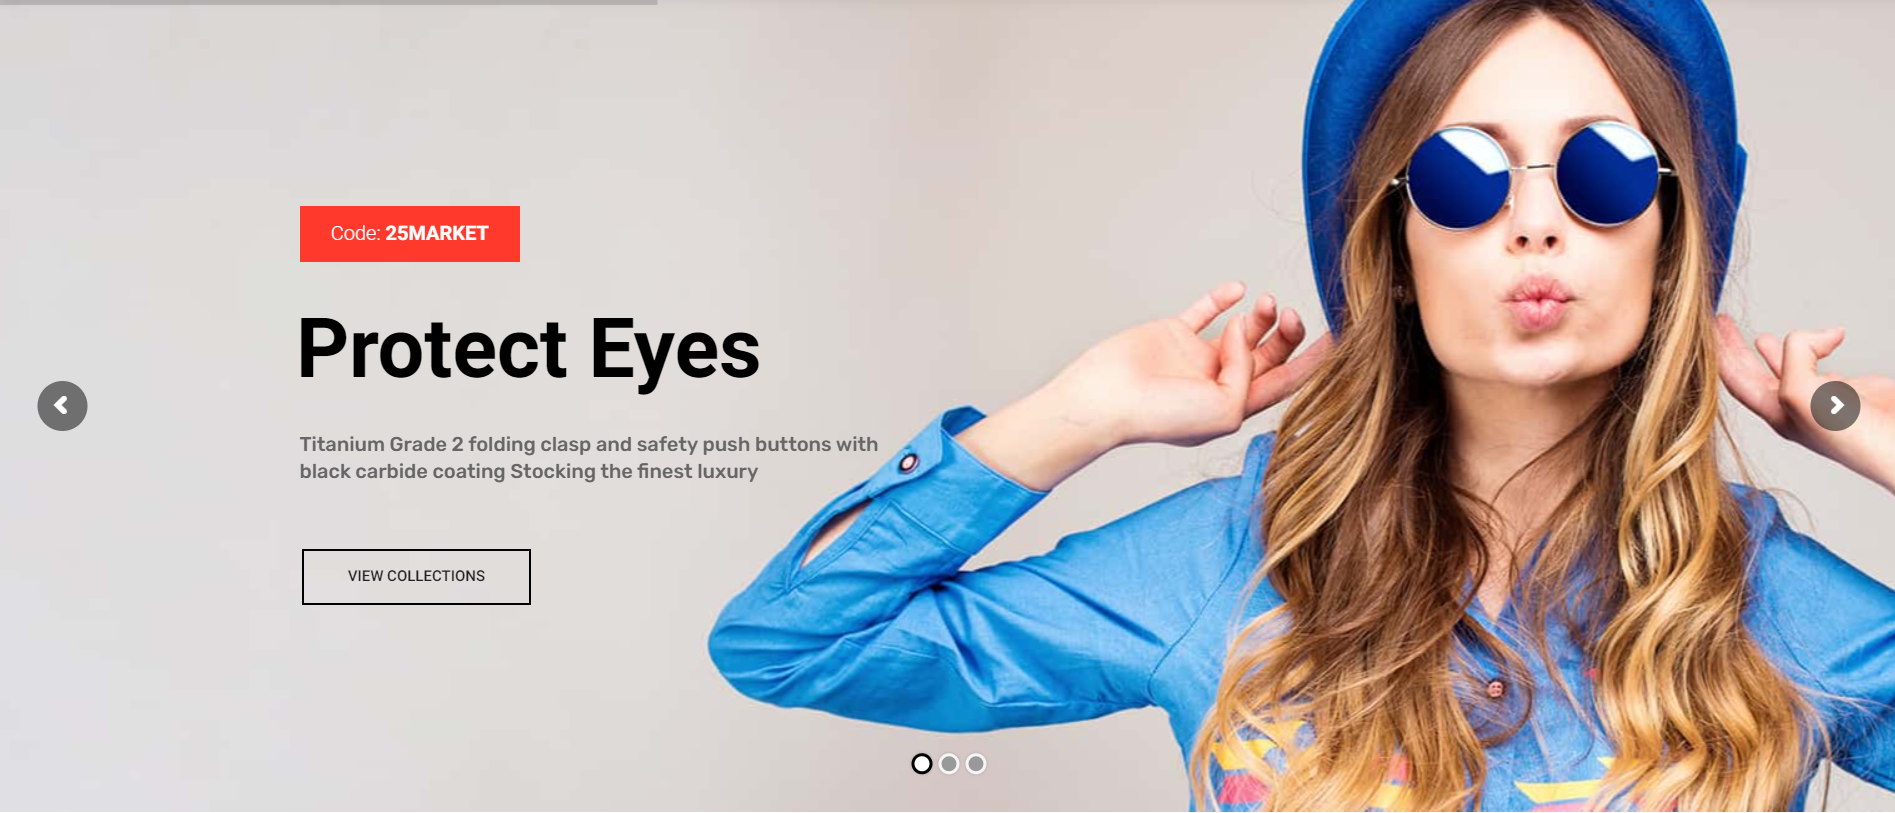 Code: 25MARKET
Protect Eyes
Titanium Grade 2 folding clasp and safety push buttons with
black carbide coating Stocking the finest luxury
VIEW COLLECTIONS